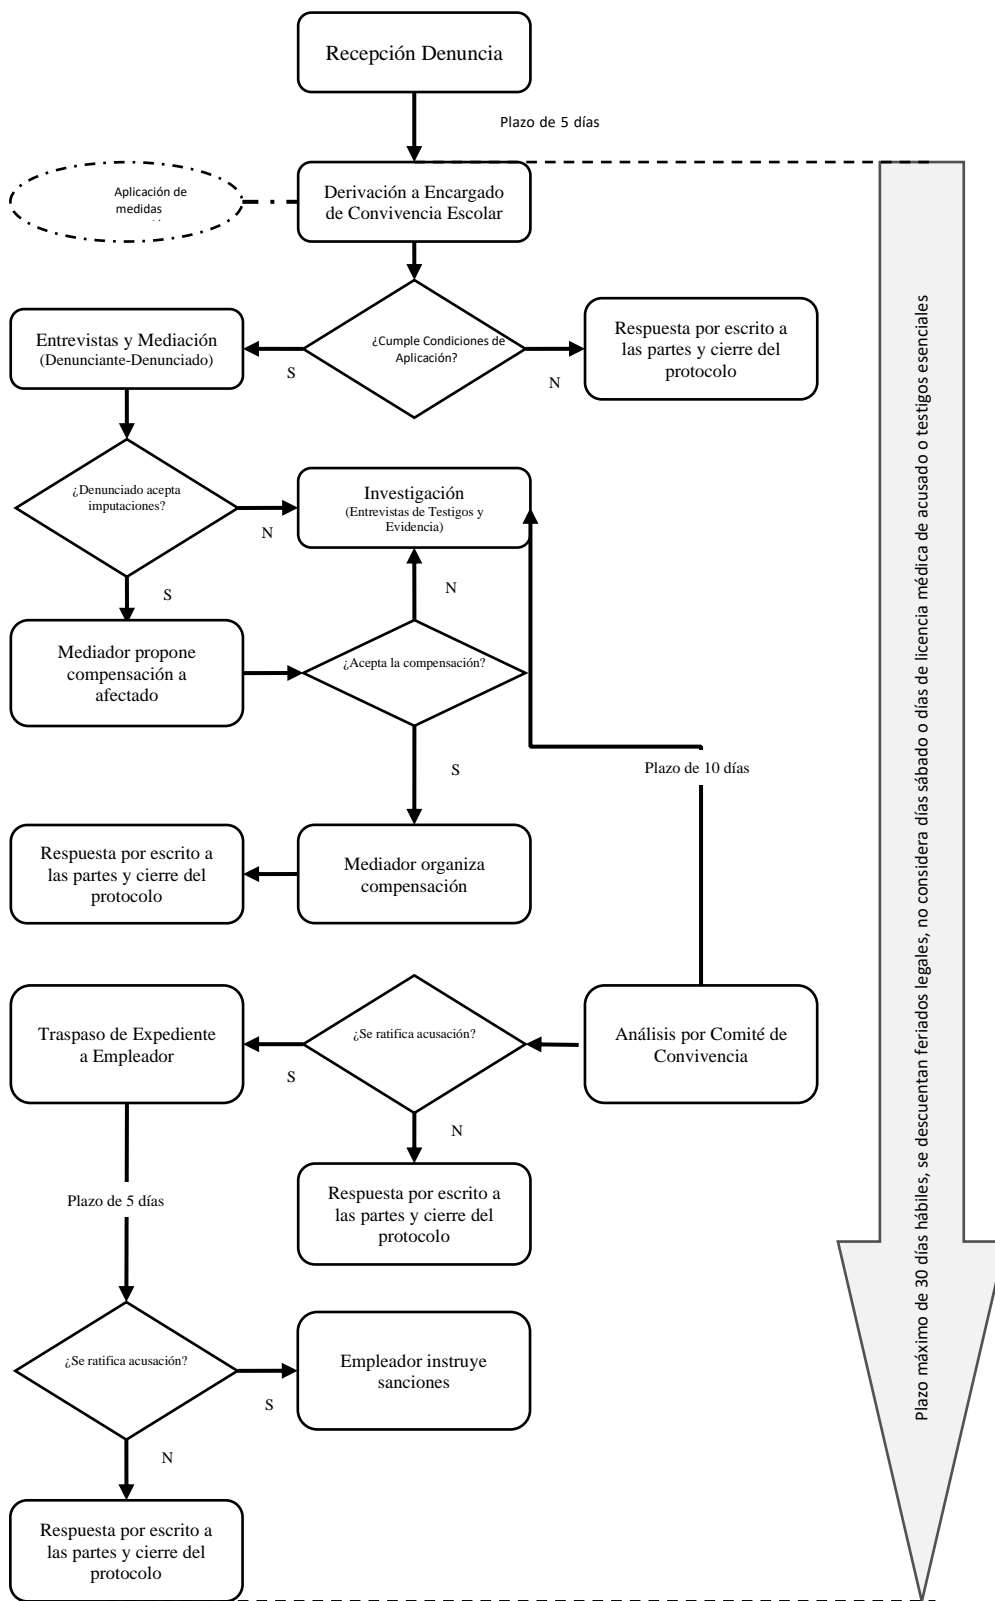 Recepción Denuncia
Plazo de 5 días
Aplicación de
medidas
Derivación a Encargado
de Convivencia Escolar
Entrevistas y Mediación
(Denunciante-Denunciado)
¿Cumple Condiciones de
Aplicación?
Respuesta por escrito a
las partes y cierre del
protocolo
S
N
¿Denunciado acepta
imputaciones?
Investigación
(Entrevistas de Testigos y
Evidencia)
N
S
N
Mediador propone
compensación a
afectado
¿Acepta la compensación?
S
Plazo de 10 días
Respuesta por escrito a
las partes y cierre del
protocolo
Mediador organiza
compensación
Traspaso de Expediente
a Empleador
¿Se ratifica acusación?
Análisis por Comité de
Convivencia
S
N
Plazo de 5 días
Respuesta por escrito a
las partes y cierre del
protocolo
¿Se ratifica acusación?
Empleador instruye
sanciones
S
N
Respuesta por escrito a
las partes y cierre del
protocolo
Plazo máximo de 30 días hábiles, se descuentan feriados legales, no considera días sábado o días de licencia médica de acusado o testigos esenciales